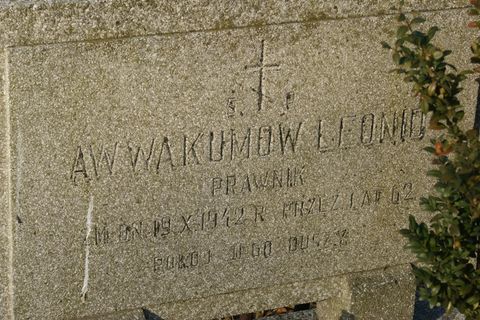 Ś. P.
AWWAKUMOW LEONID
PRAWNIK
ZM. DN. 19.X.1942 R. PRZEŻ. LAT 62
POKÓJ JEGO DUSZY